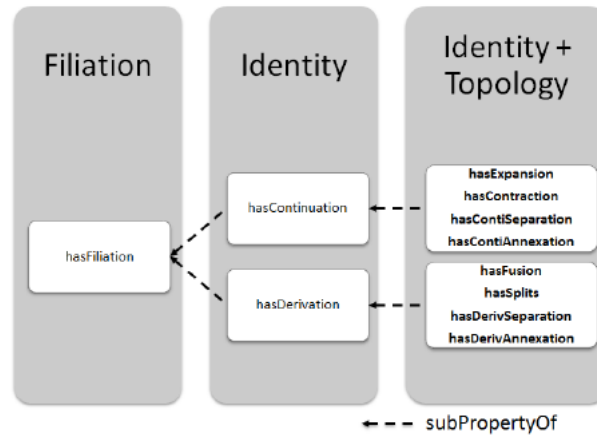 Filiation
Identity
Identity +
Topology
hasFiliation
hasContinuation
hasDerivation
hasExpansion
hasContraction
hasContiSeparation
hasContiAnnexation
hasFusion
hasSplits
hasDerivSeparation
hasDerivAnnexation
subPropertyOf